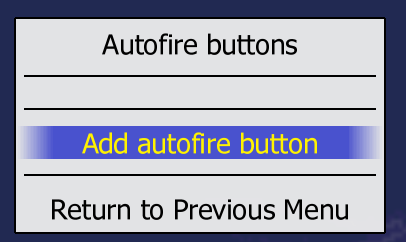 Autofire buttons
Add autofire button
Return to Previous Menu